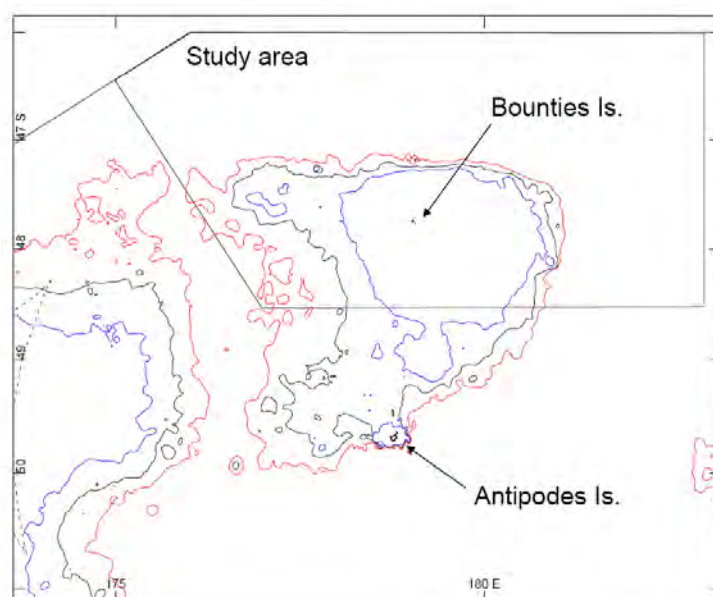 Study area
Bounties Is.
47 S
48
49
50
Antipodes Is.
175
180 E